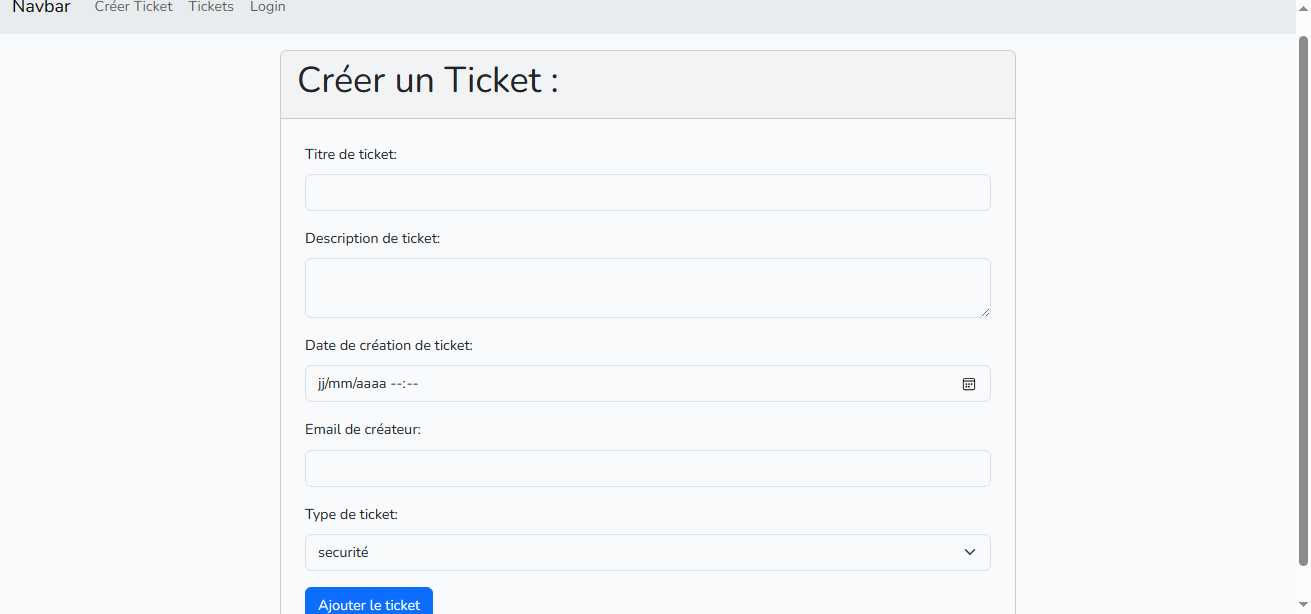 Navbar Créer Ticket Tickets Login
Créer un Ticket :
Titre de ticket:
Description de ticket:
Date de création de ticket:
jj/mm/aaaa --:--
Email de créateur:
Type de ticket:
securité
Ajouter le ticket